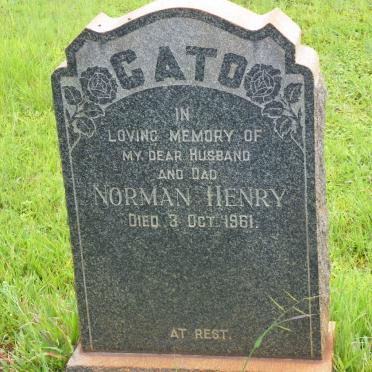 CATO
IN
LOVING MEMORY OF
MY DEAR HUSBAND
AND DAD
NORMAN HENRY
DIED 3 OCT 1961.
AT REST.